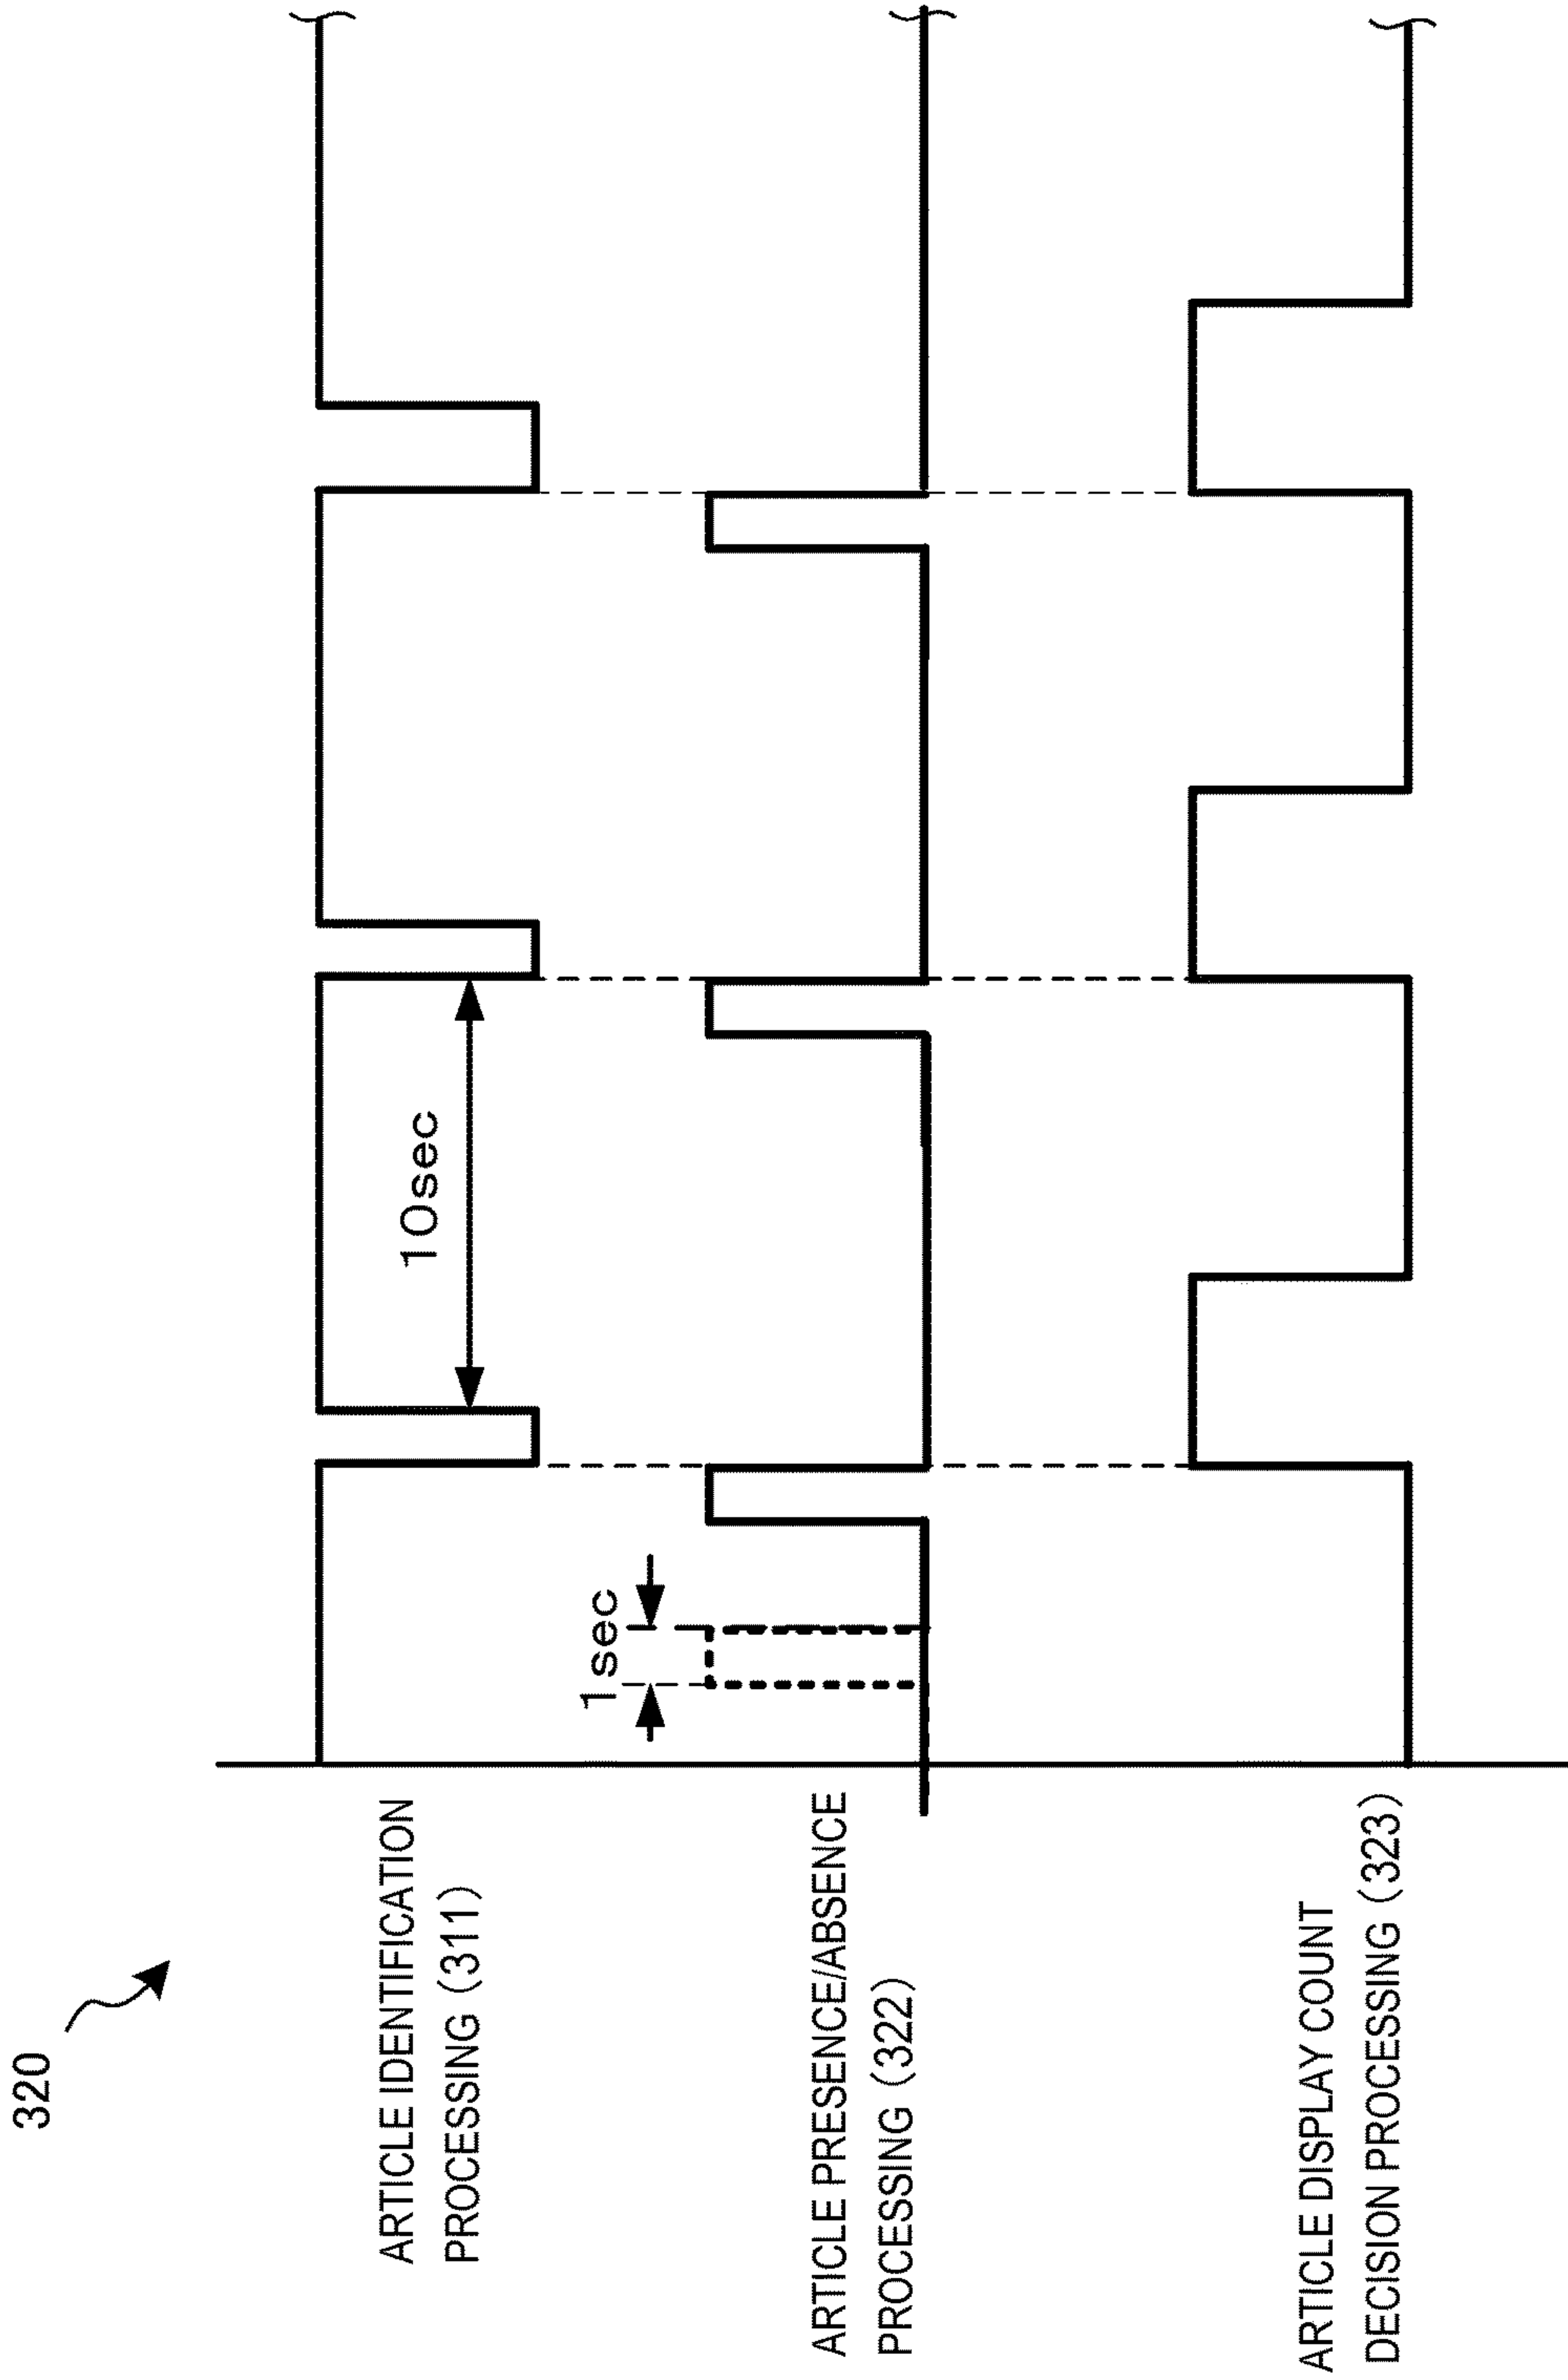 320
ARTICLE IDENTIFICATION
PROCESSING (311)
10sec
1sec
ARTICLE PRESENCE/ABSENCE
PROCESSING (322)
ARTICLE DISPLAY COUNT
DECISION PROCESSING (323)